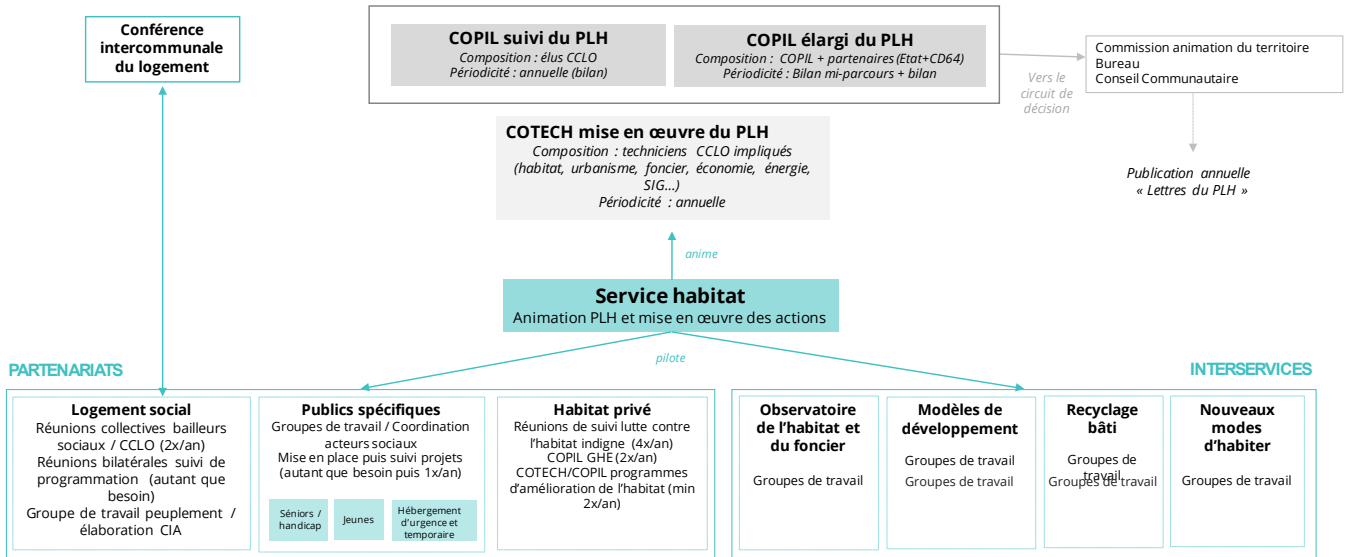 Conférence
intercommunale
du logement
COPIL suivi du PLH
Composition : élus CCLO
Périodicité : annuelle (bilan)
COPIL élargi du PLH
Composition : COPIL + partenaires (Etat+CD64)
Périodicité : Bilan mi-parcours + bilan
Vers le
circuit de
décision
Commission animation du territoire
Bureau
Conseil Communautaire
Publication annuelle
« Lettres du PLH »
COTECH mise en œuvre du PLH
Composition : techniciens CCLO impliqués
(habitat, urbanisme, foncier, économie, énergie,
SIG…)
Périodicité : annuelle
anime
Service habitat
Animation PLH et mise en œuvre des actions
pilote
PARTENARIATS
INTERSERVICES
Logement social
Réunions collectives bailleurs
sociaux / CCLO (2x/an)
Réunions bilatérales suivi de
programmation (autant que
besoin)
Groupe de travail peuplement /
élaboration CIA
Publics spécifiques
Groupes de travail / Coordination
acteurs sociaux
Mise en place puis suivi projets
(autant que besoin puis 1x/an)
Séniors /
handicap
Jeunes
Hébergement
d'urgence et
temporaire
Habitat privé
Réunions de suivi lutte contre
l'habitat indigne (4x/an)
COPIL GHE (2x/an)
COTECH/COPIL programmes
d'amélioration de l'habitat (min
2x/an)
Observatoire
de l'habitat et
du foncier
Groupes de travail
Modèles de
développement
Groupes de travail
Groupes de travail
Recyclage
bâti
Groupes de
travail
Groupes de travail
Nouveaux
modes
d'habiter
Groupes de travail